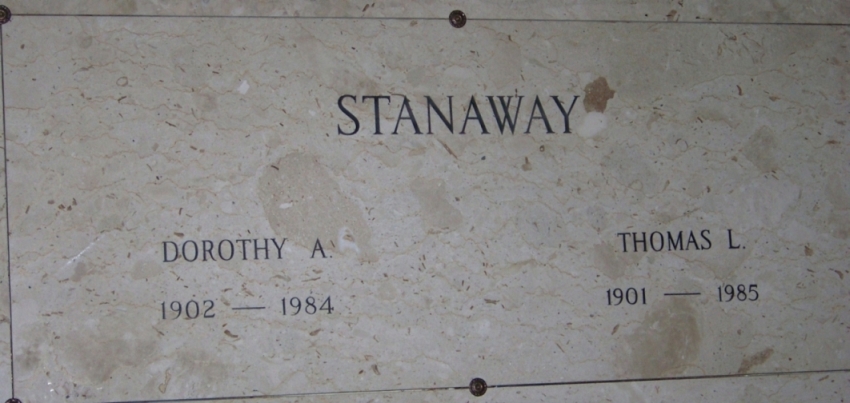 STANAWAY
DOROTHY A.
1902 — 1984
THOMAS L.
1901 — 1985